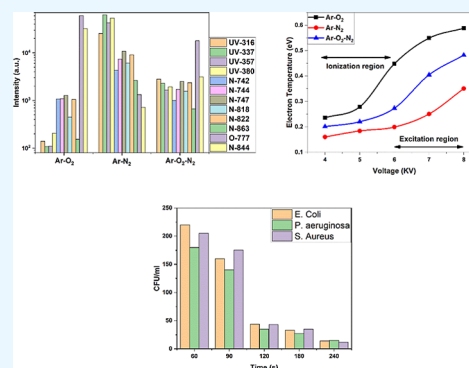 Intensity (a.u.)
10⁴
10³
10²
Ar-O₂
Ar-N₂
Ar-O₂-N₂
UV-316
UV-337
UV-357
UV-380
N-742
N-744
N-747
N-818
N-822
N-863
O-777
N-844
Electron Temperature (eV)
0.6
0.5
0.4
0.3
0.2
0.1
Ar-O₂
Ar-N₂
Ar-O₂-N₂
Ionization region
Excitation region
4 5 6 7 8
Voltage (KV)
CFU/ml
250
200
150
100
50
0
E. Coli
P. aeruginosa
S. Aureus
60 90 120 180 240
Time (s)